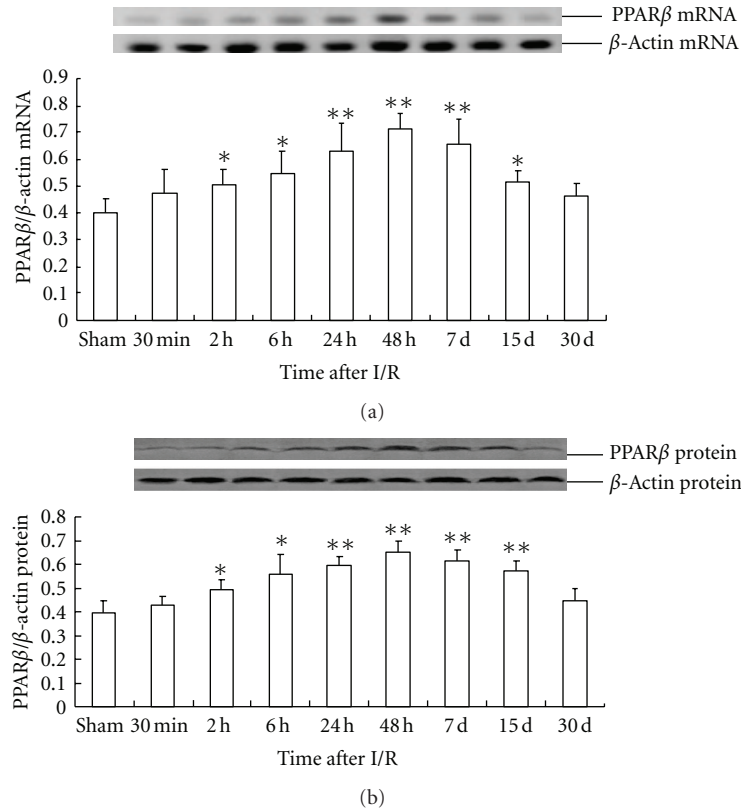 PPARβ mRNA
β-Actin mRNA
PPARβ/β-actin mRNA
0.9
0.8
0.7
0.6
0.5
0.4
0.3
0.2
0.1
0
* * ** ** ** *
Sham 30 min 2 h 6 h 24 h 48 h 7 d 15 d 30 d
Time after I/R
(a)
PPARβ protein
β-Actin protein
PPARβ/β-actin protein
0.8
0.7
0.6
0.5
0.4
0.3
0.2
0.1
0
* * ** ** ** **
Sham 30 min 2 h 6 h 24 h 48 h 7 d 15 d 30 d
Time after I/R
(b)